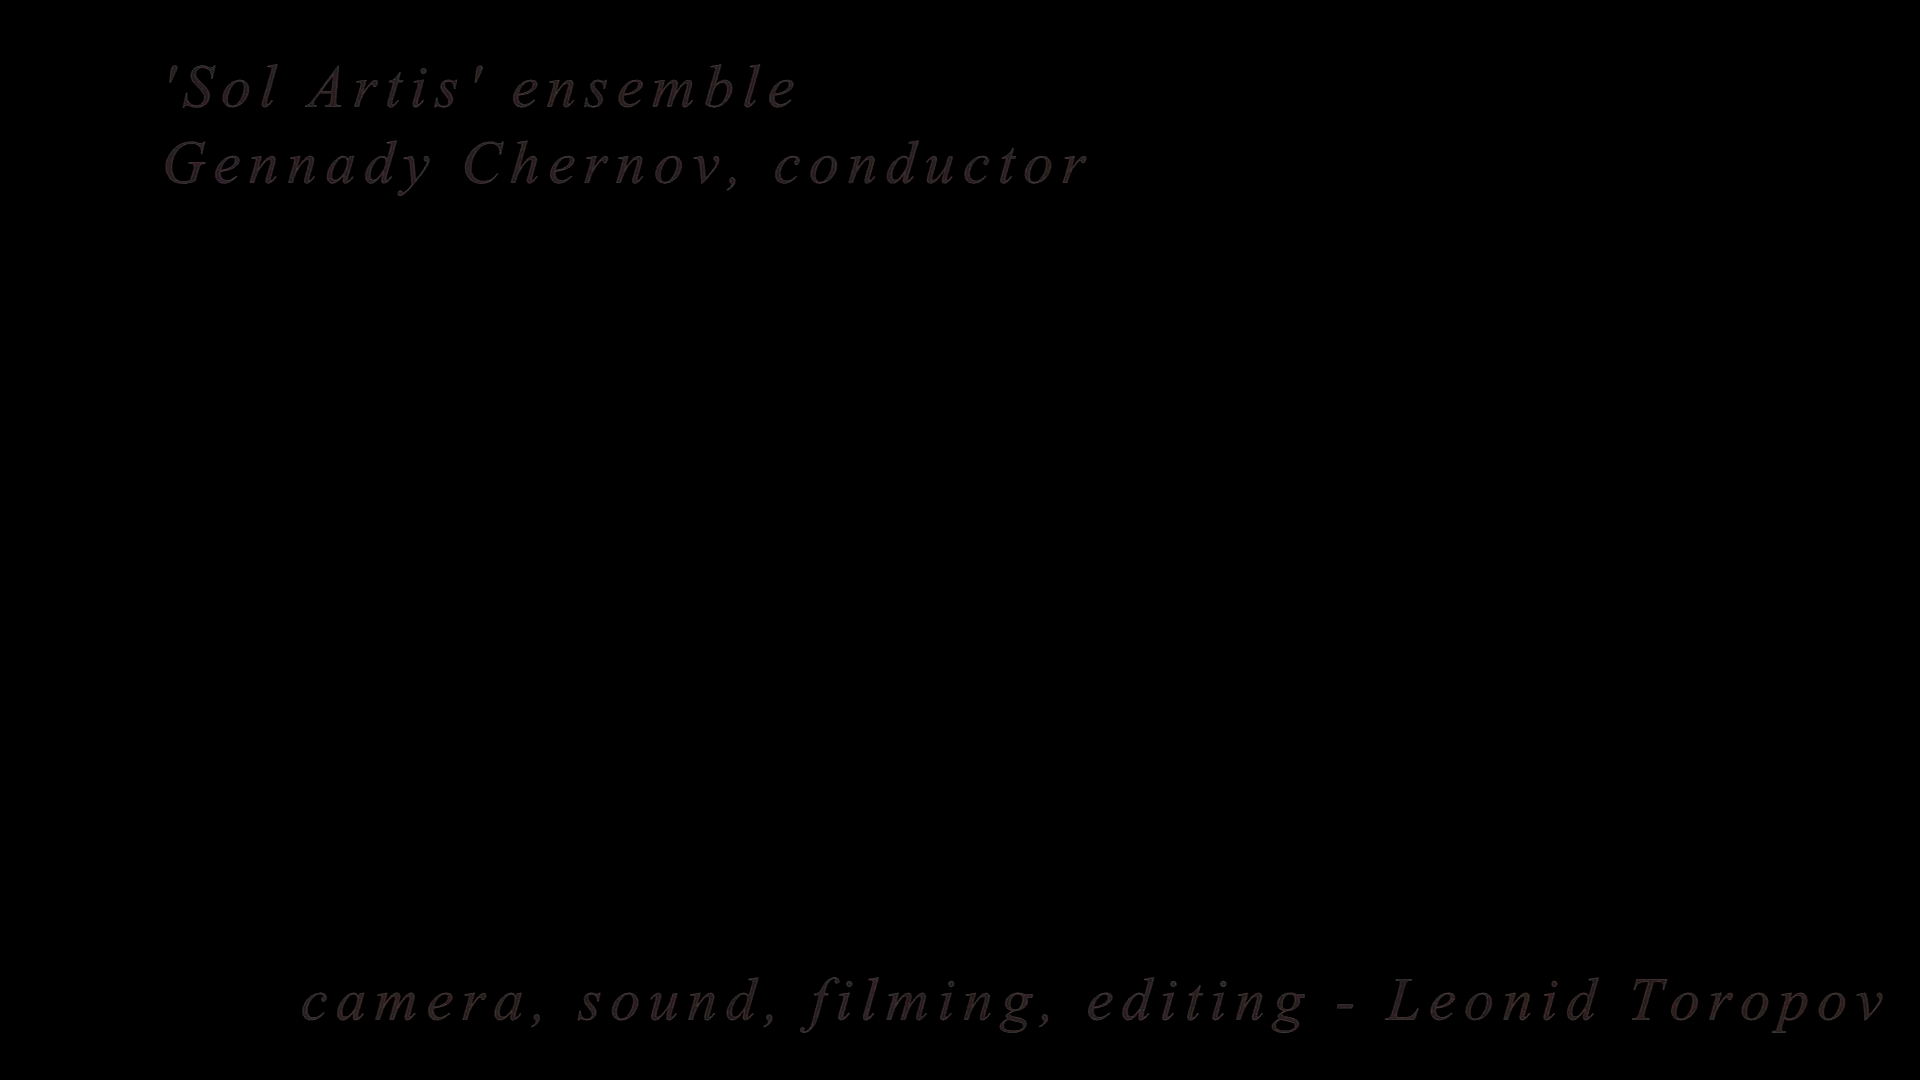 'Sol Artis' ensemble
Gennady Chernov, conductor
camera, sound, filming, editing - Leonid Toropov